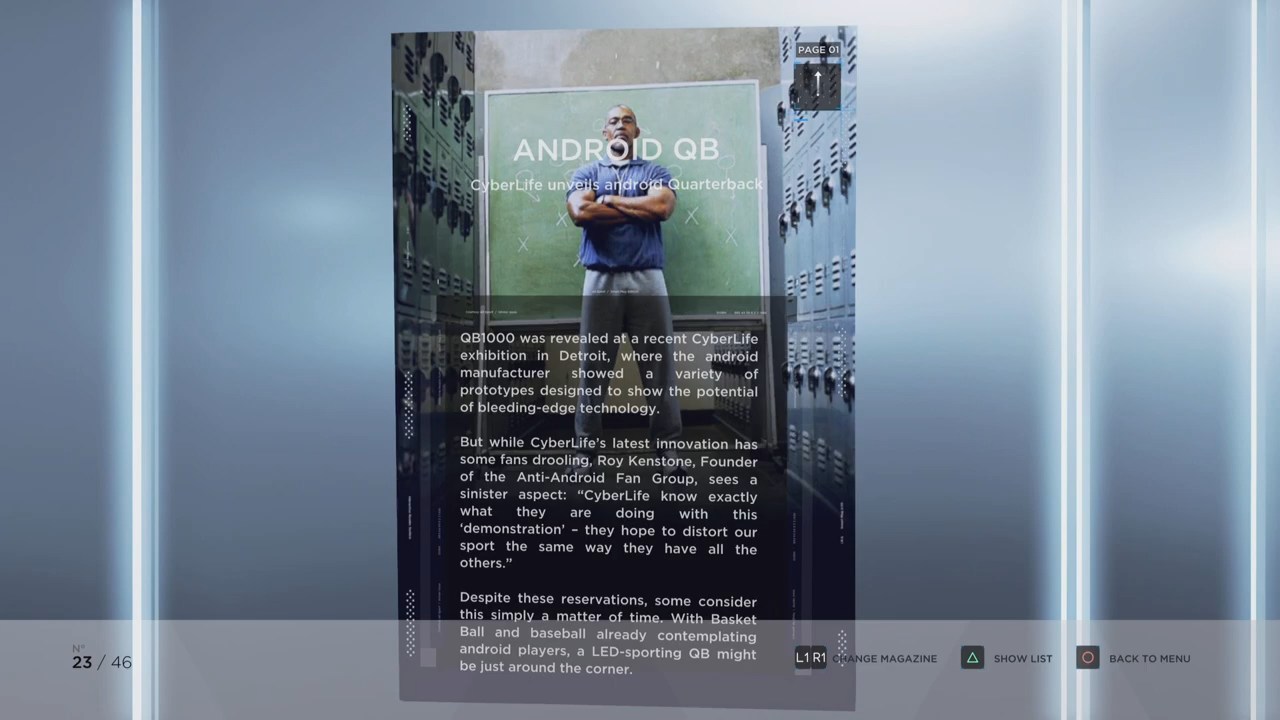 PAGE 01
ANDROID QB
CyberLife unveils android Quarterback
QB1000 was revealed at a recent CyberLife
exhibition in Detroit, where the android
manufacturer showed a variety of
prototypes designed to show the potential
of bleeding-edge technology.
But while CyberLife's latest innovation has
some fans drooling, Roy Kenstone, Founder
of the Anti-Android Fan Group, sees a
sinister aspect: “CyberLife know exactly
what they are doing with this
‘demonstration’ – they hope to distort our
sport the same way they have all the
others.”
Despite these reservations, some consider
this simply a matter of time. With Basket
Ball and baseball already contemplating
android players, a LED-sporting QB might
be just around the corner.
N°
23 / 46
L1 R1 CHANGE MAGAZINE
SHOW LIST
BACK TO MENU